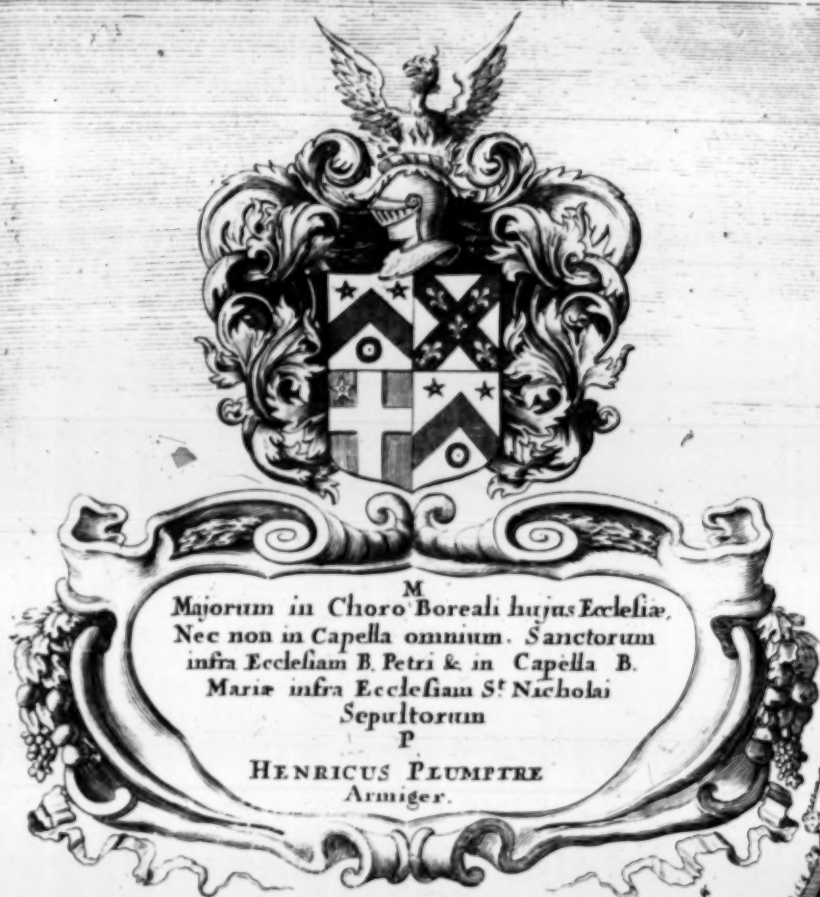 M
Majorum in Choro Boreali hujus Ecclesiæ,
Nec non in Capella omnium. Sanctorum
infra Ecclesiam B. Petri & in Capella B.
Mariæ infra Ecclesiam St. Nicholai
Sepultorum
P
HENRICUS PLUMPTRE
Armiger.